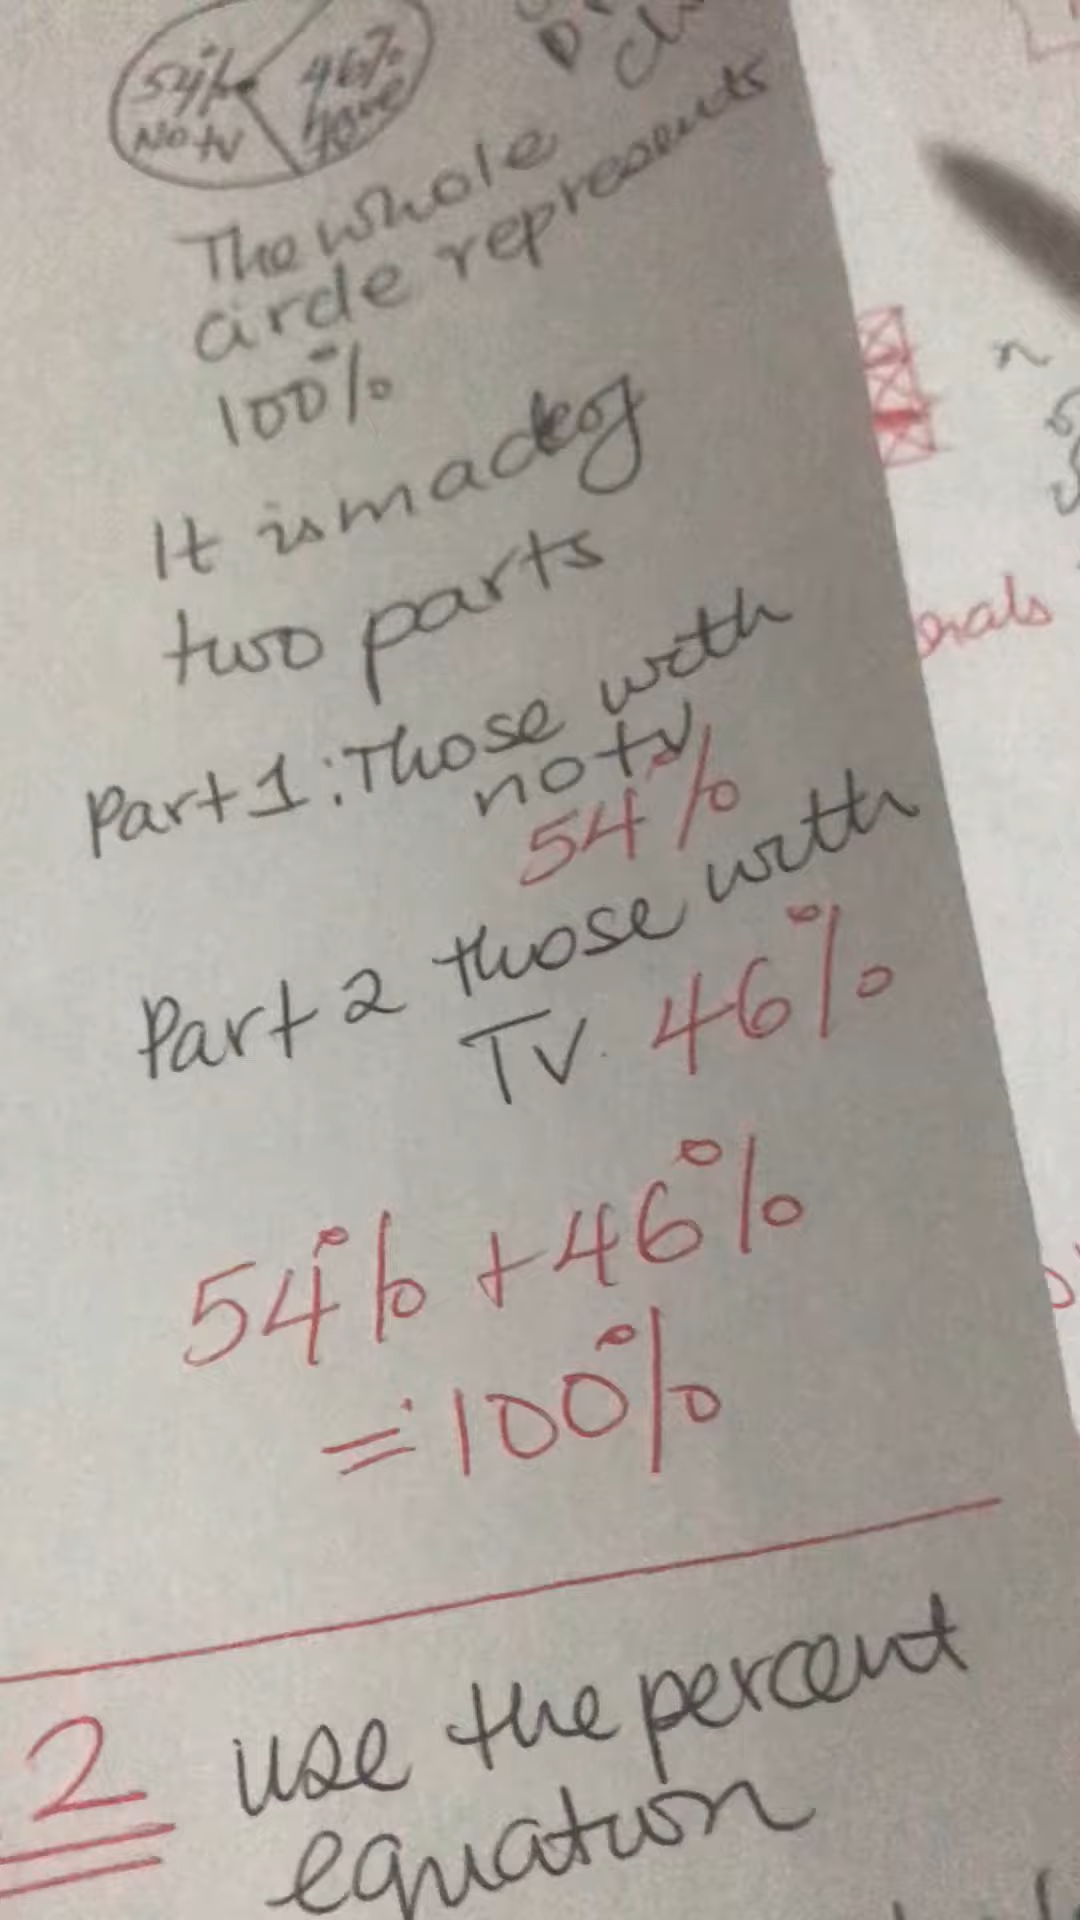 54% 46%
No tv have
The whole
circle represents
100%
It is made of
two parts
Part 1: Those with
no tv
54%
Part 2 those with
TV. 46%
54% + 46%
= 100%
2 use the percent
equation